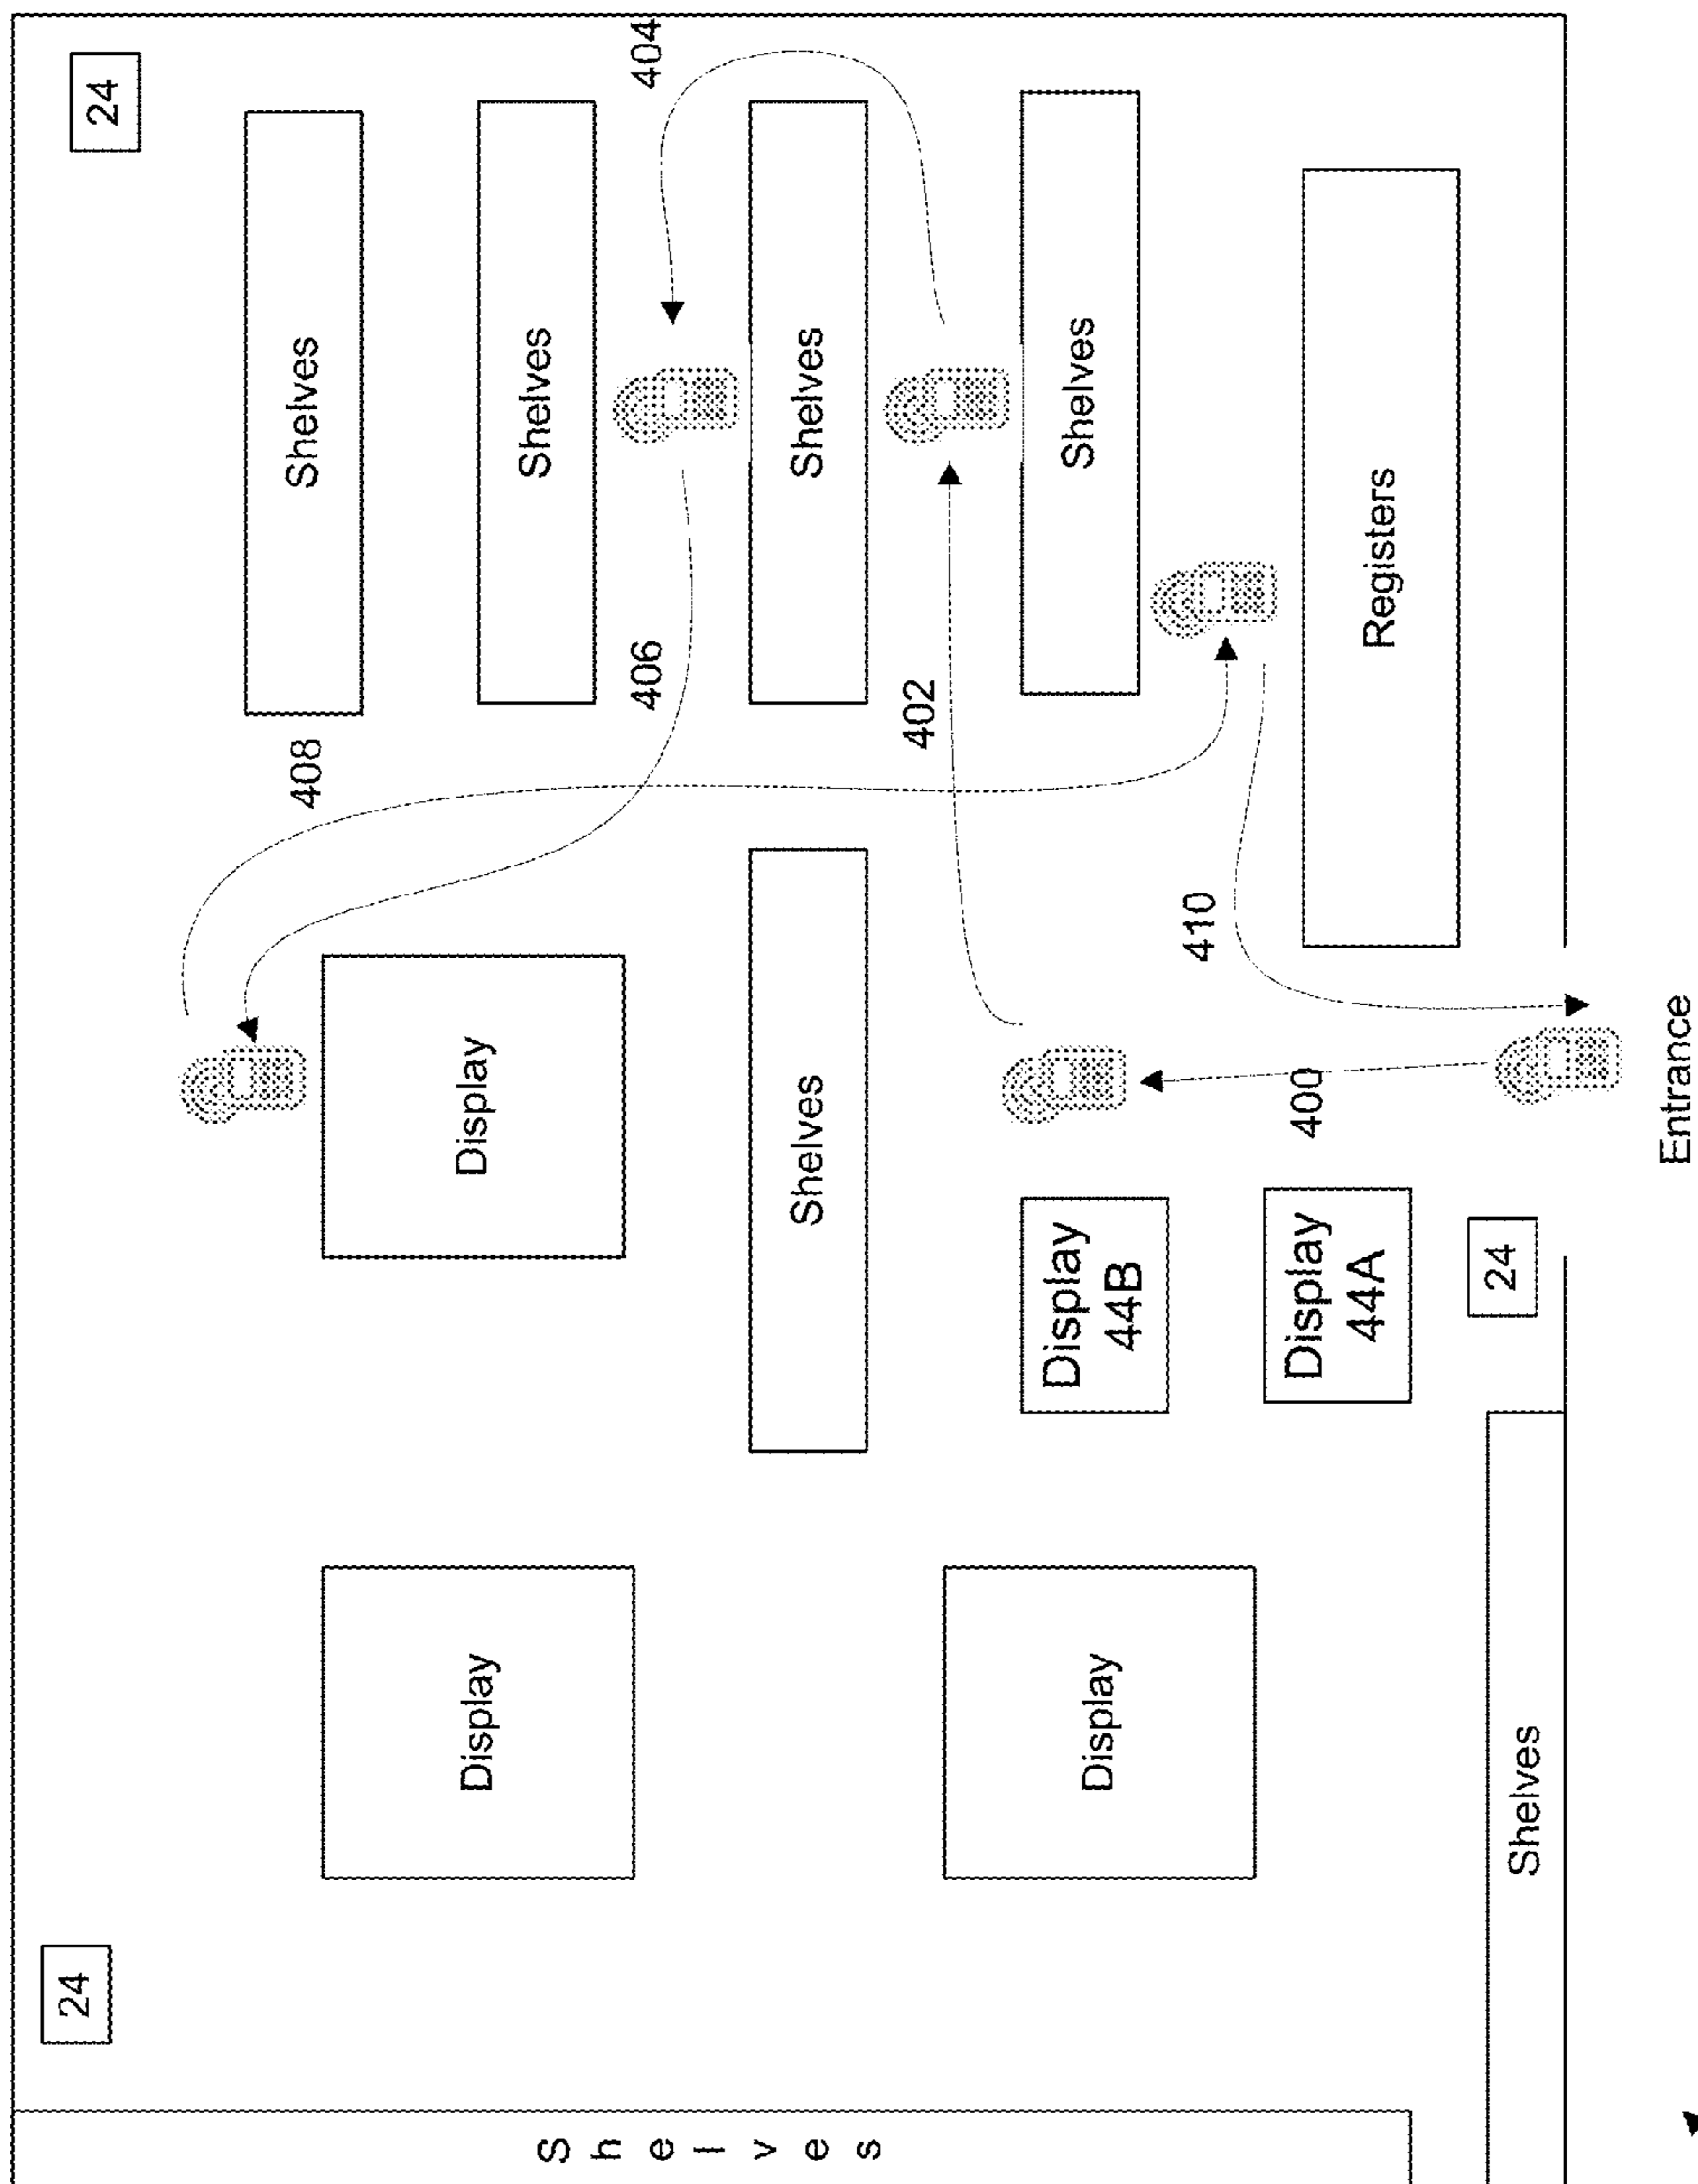 24
24
408
Shelves
Display
Display
Shelves
S
h
e
l
v
e
s
406
404
Shelves
Shelves
402
Display
Display
44B
Shelves
410
Display
44A
400
Registers
Shelves
24
Entrance